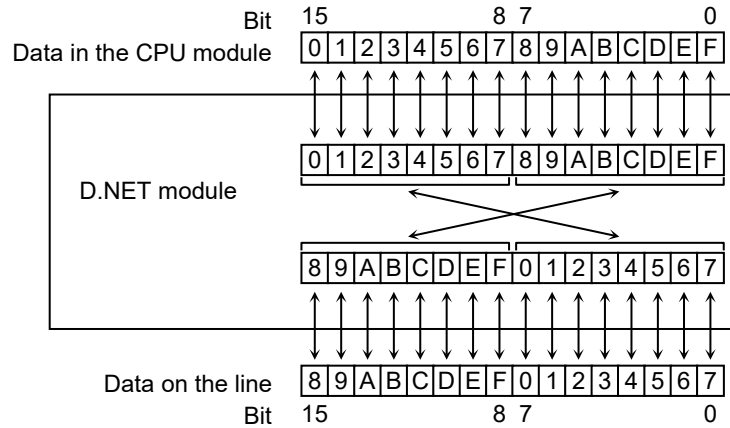 Bit 15 8 7 0
Data in the CPU module 0 1 2 3 4 5 6 7 8 9 A B C D E F
0 1 2 3 4 5 6 7 8 9 A B C D E F
D.NET module
8 9 A B C D E F 0 1 2 3 4 5 6 7
Data on the line 8 9 A B C D E F 0 1 2 3 4 5 6 7
Bit 15 8 7 0